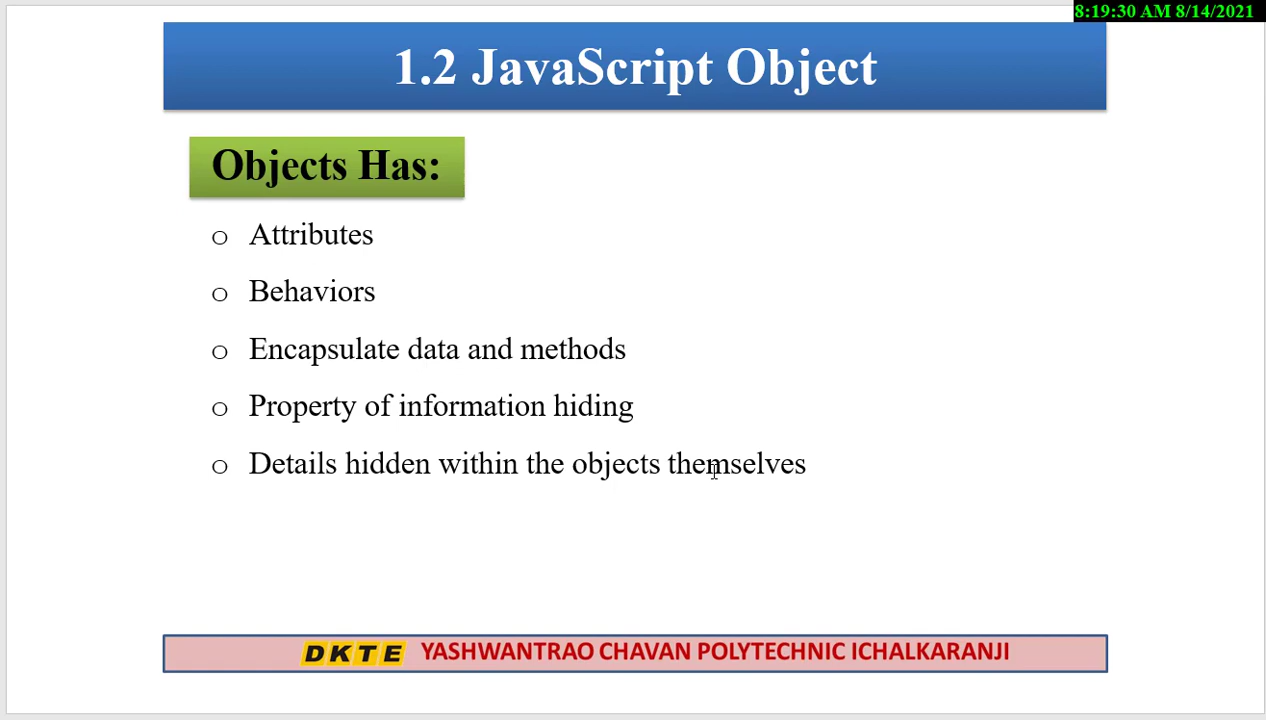 8:19:30 AM 8/14/2021
1.2 JavaScript Object
Objects Has:
o Attributes
o Behaviors
o Encapsulate data and methods
o Property of information hiding
o Details hidden within the objects themselves
DKTE YASHWANTRAO CHAVAN POLYTECHNIC ICHALKARANJI